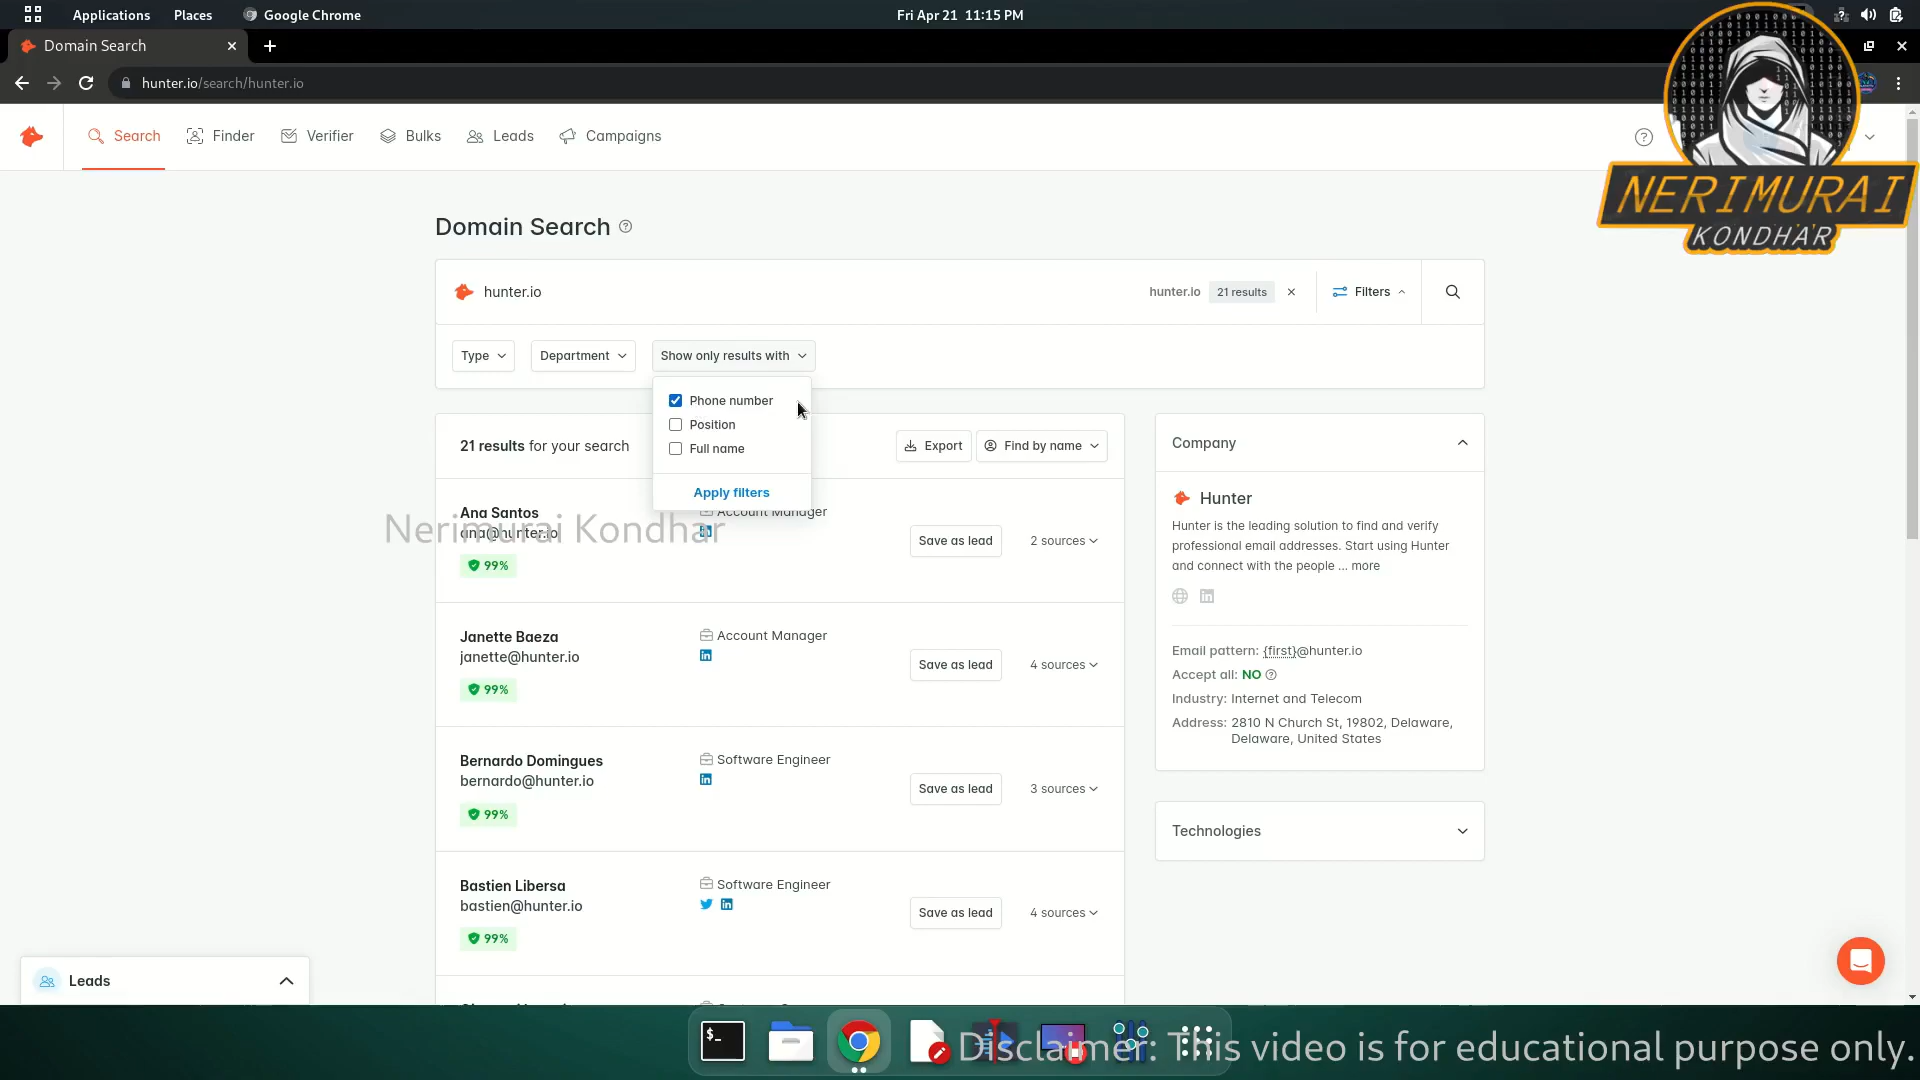 Applications
Places
Google Chrome
Fri Apr 21 11:15 PM
Domain Search
hunter.io/search/hunter.io
Search
Finder
Verifier
Bulks
Leads
Campaigns
NERIMURAI
KONDHAR
Domain Search
hunter.io
hunter.io
21 results
Filters
Type
Department
Show only results with
Phone number
Position
Full name
Apply filters
21 results for your search
Export
Find by name
Ana Santos
ana@hunter.io
99%
Account Manager
Save as lead
2 sources
Nerimurai Kondhar
Janette Baeza
janette@hunter.io
99%
Account Manager
Save as lead
4 sources
Bernardo Domingues
bernardo@hunter.io
99%
Software Engineer
Save as lead
3 sources
Bastien Libersa
bastien@hunter.io
99%
Software Engineer
Save as lead
4 sources
Company
Hunter
Hunter is the leading solution to find and verify
professional email addresses. Start using Hunter
and connect with the people ... more
Email pattern: {first}@hunter.io
Accept all: NO
Industry: Internet and Telecom
Address: 2810 N Church St, 19802, Delaware,
Delaware, United States
Technologies
Leads
$_
Disclaimer: This video is for educational purpose only.